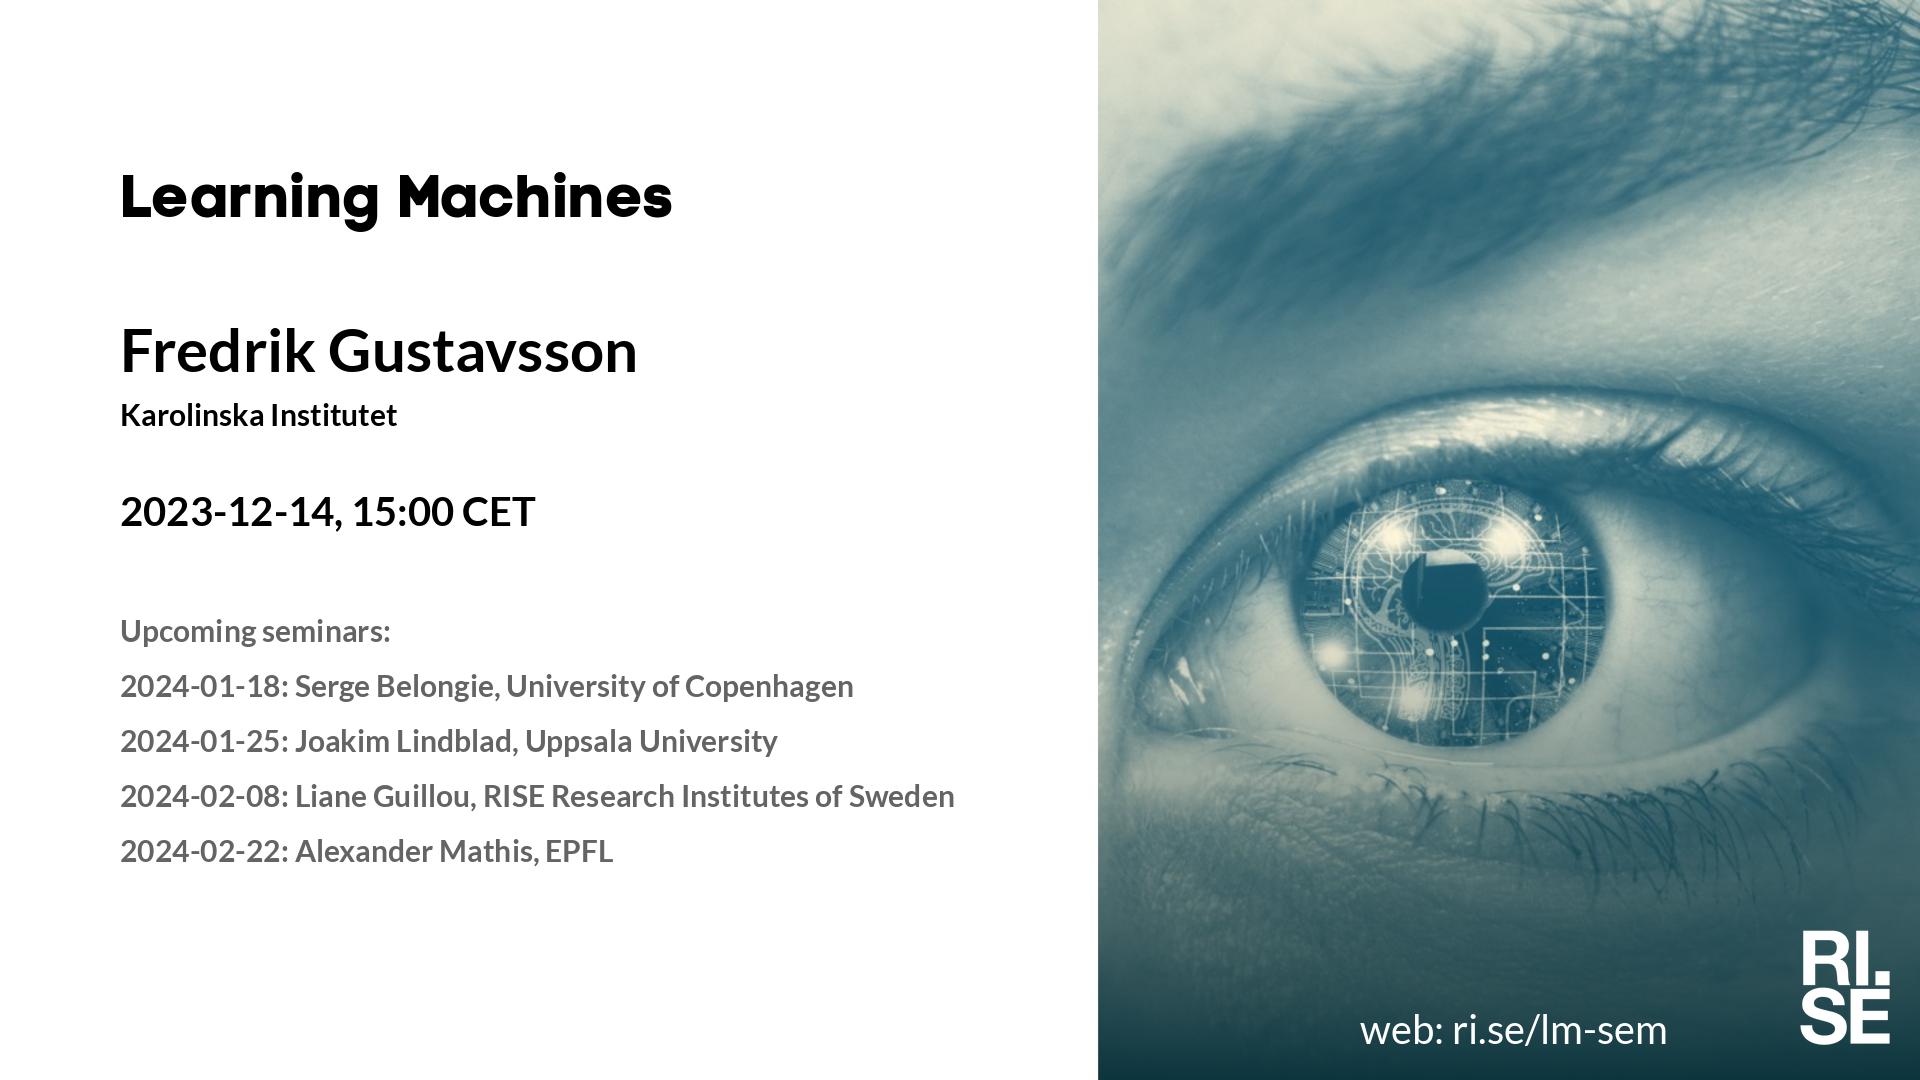 Learning Machines
Fredrik Gustavsson
Karolinska Institutet
2023-12-14, 15:00 CET
Upcoming seminars:
2024-01-18: Serge Belongie, University of Copenhagen
2024-01-25: Joakim Lindblad, Uppsala University
2024-02-08: Liane Guillou, RISE Research Institutes of Sweden
2024-02-22: Alexander Mathis, EPFL
web: ri.se/lm-sem
RI.
SE